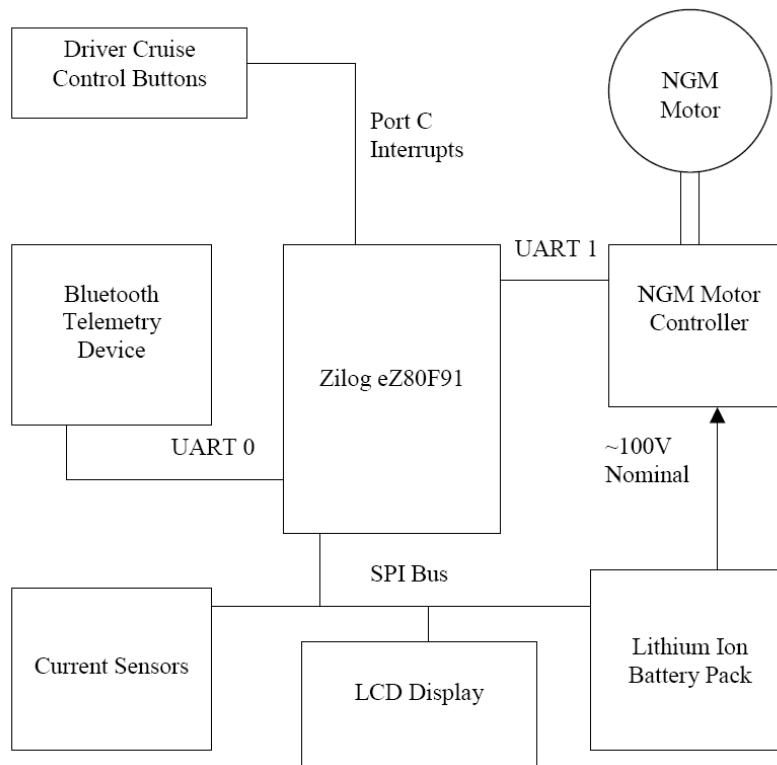 Driver Cruise
Control Buttons
NGM
Motor
Port C
Interrupts
UART 1
Bluetooth
Telemetry
Device
NGM Motor
Controller
Zilog eZ80F91
UART 0
~100V
Nominal
SPI Bus
Current Sensors
LCD Display
Lithium Ion
Battery Pack